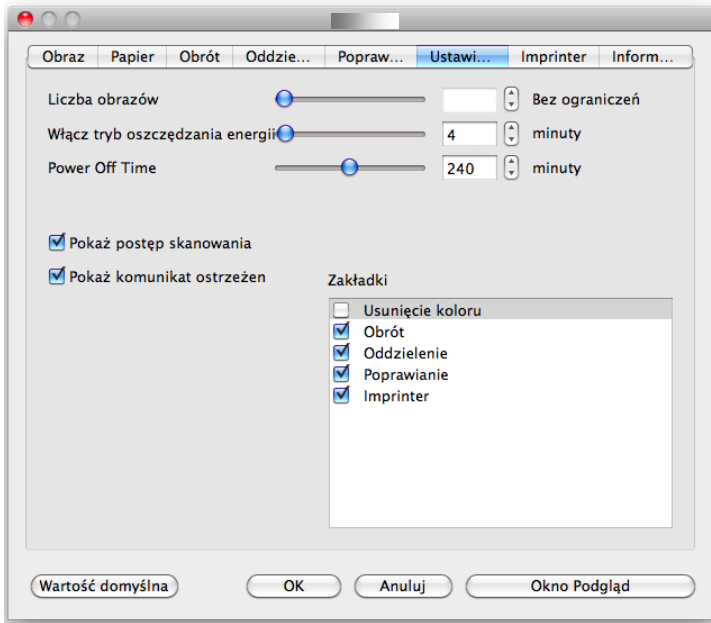 Obraz Papier Obrót Oddzie... Popraw... Ustawi... Imprinter Inform...
Liczba obrazów Bez ograniczeń
Włącz tryb oszczędzania energii 4 minuty
Power Off Time 240 minuty
Pokaż postęp skanowania
Pokaż komunikat ostrzeżen
Zakładki
Usunięcie koloru
Obrót
Oddzielenie
Poprawianie
Imprinter
Wartość domyślna OK Anuluj Okno Podgląd